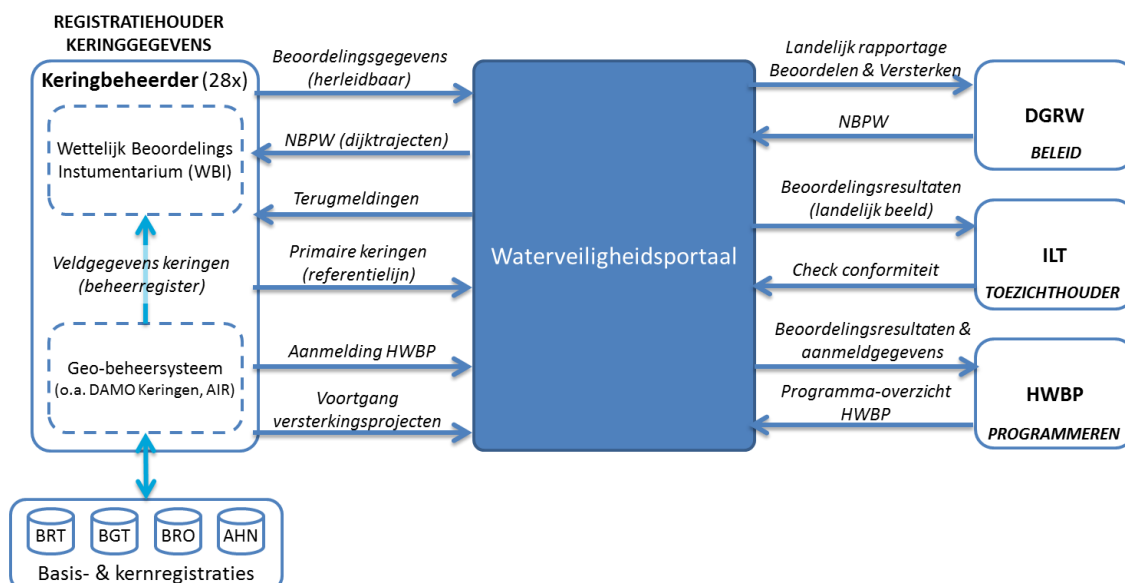 REGISTRATIEHOUDER
KERINGGEGEVENS
Keringbeheerder (28x)
Wettelijk Beoordelings
Instumentarium (WBI)
Veldgegevens keringen
(beheerregister)
Geo-beheersysteem
(o.a. DAMO Keringen, AIR)
BRT
BGT
BRO
AHN
Basis- & kernregistraties
Beoordelingsgegevens
(herleidbaar)
NBPW (dijktrajecten)
Terugmeldingen
Primaire keringen
(referentielijn)
Aanmelding HWBP
Voortgang
versterkingsprojecten
Waterveiligheidsportaal
Landelijk rapportage
Beoordelen & Versterken
NBPW
Beoordelingsresultaten
(landelijk beeld)
Check conformiteit
Beoordelingsresultaten &
aanmeldgegevens
Programma-overzicht
HWBP
DGRW
BELEID
ILT
TOEZICHTHOUDER
HWBP
PROGRAMMEREN